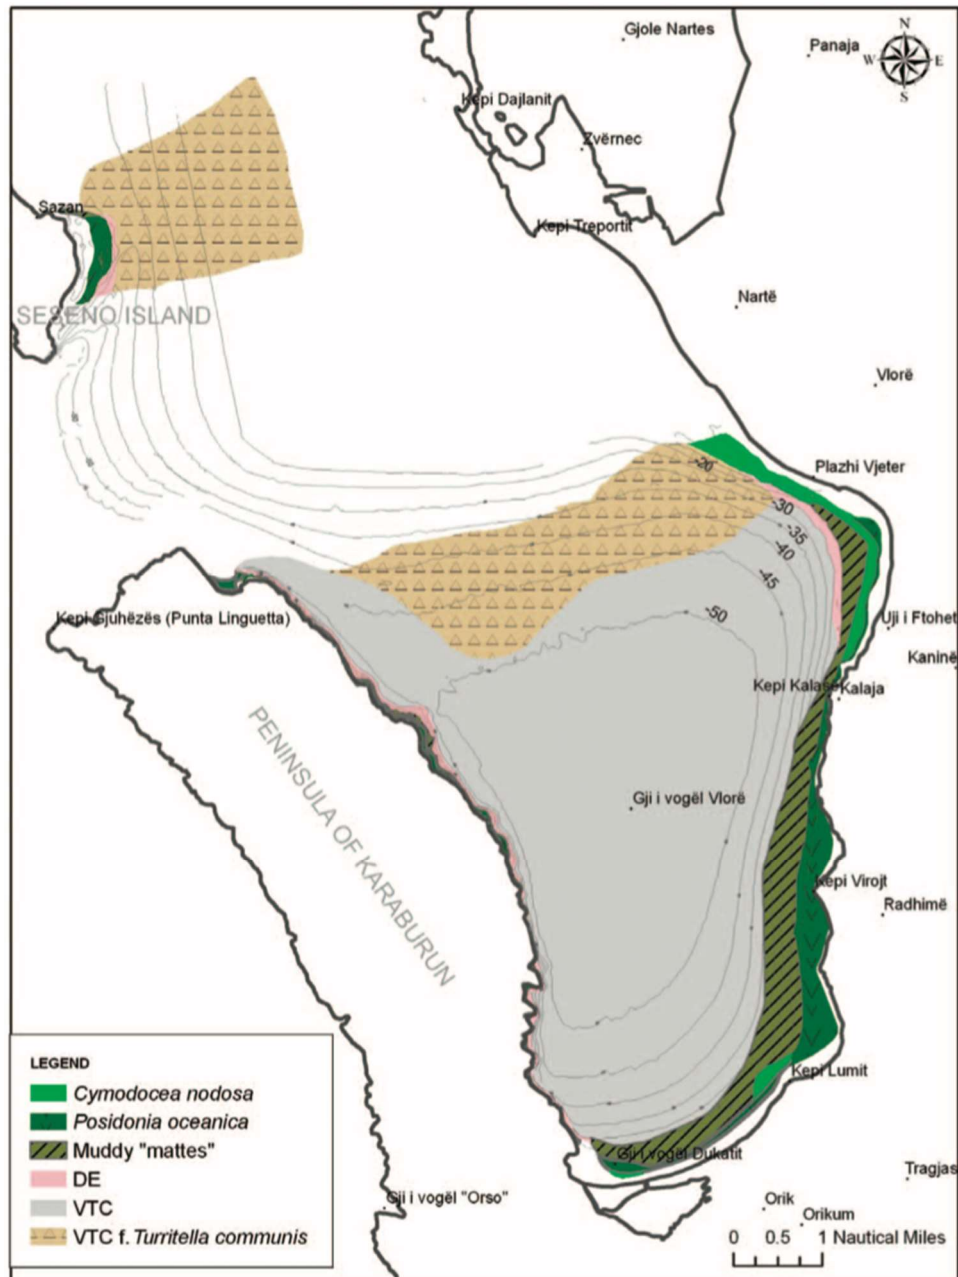 Gjole Nartes
Panaja
N
W E
S
Kepi Dajlanit
Zvërnec
Sazan
Kepi Treportit
Nartë
SESENO ISLAND
Vlorë
Plazhi Vjeter
-20
-30
-35
-40
-45
-50
Kepi Gjuhëzës (Punta Linguetta)
Uji i Ftohet
Kaninë
Kepi Kalasë
Kalaja
PENINSULA OF KARABURUN
Gji i vogël Vlorë
Kepi Virojt
Radhimë
Kepi Lumit
Gji i vogël Dukatit
Tragjas
Gji i vogël "Orso"
Orik
Orikum
LEGEND
Cymodocea nodosa
Posidonia oceanica
Muddy "mattes"
DE
VTC
VTC f. Turritella communis
0 0.5 1 Nautical Miles